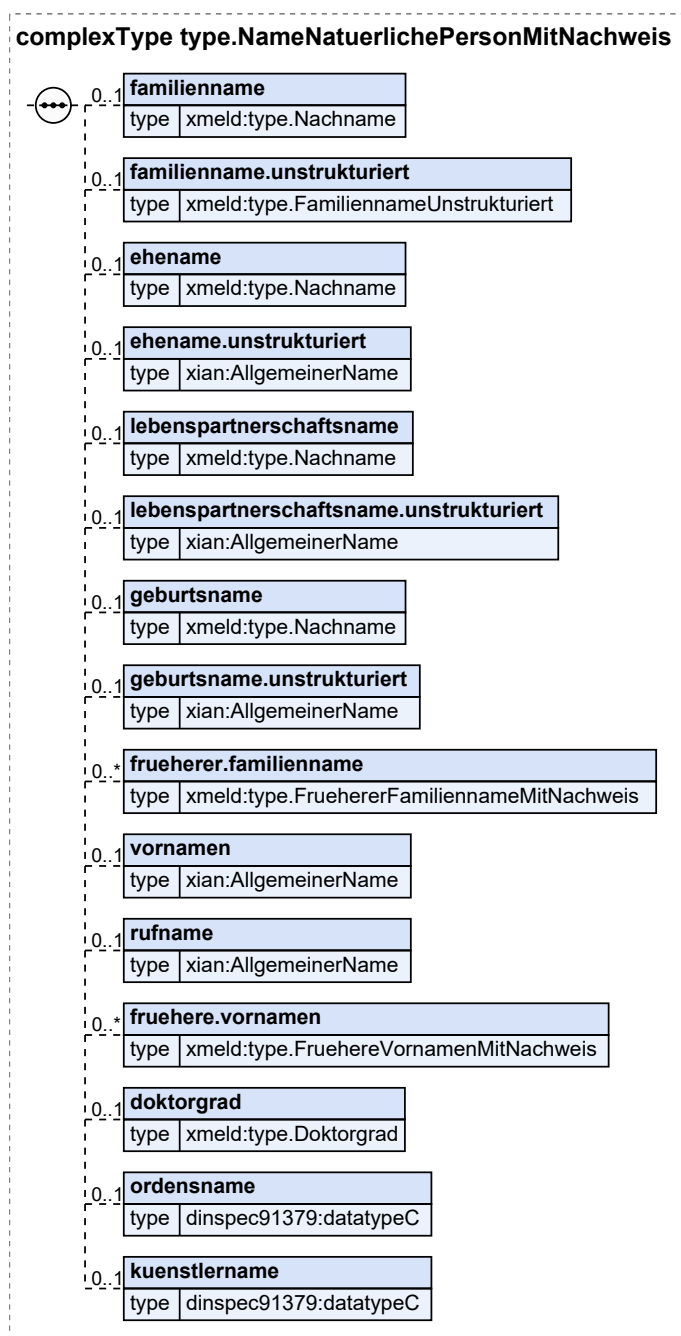 complexType type.NameNatuerlichePersonMitNachweis
0..1 familienname
type xmeld:type.Nachname
0..1 familienname.unstrukturiert
type xmeld:type.FamiliennameUnstrukturiert
0..1 ehename
type xmeld:type.Nachname
0..1 ehename.unstrukturiert
type xian:AllgemeinerName
0..1 lebenspartnerschaftsname
type xmeld:type.Nachname
0..1 lebenspartnerschaftsname.unstrukturiert
type xian:AllgemeinerName
0..1 geburtsname
type xmeld:type.Nachname
0..1 geburtsname.unstrukturiert
type xian:AllgemeinerName
0..* frueherer.familienname
type xmeld:type.FruehererFamiliennameMitNachweis
0..1 vornamen
type xian:AllgemeinerName
0..1 rufname
type xian:AllgemeinerName
0..* fruehere.vornamen
type xmeld:type.FruehereVornamenMitNachweis
0..1 doktorgrad
type xmeld:type.Doktorgrad
0..1 ordensname
type dinspec91379:datatypeC
0..1 kuenstlername
type dinspec91379:datatypeC